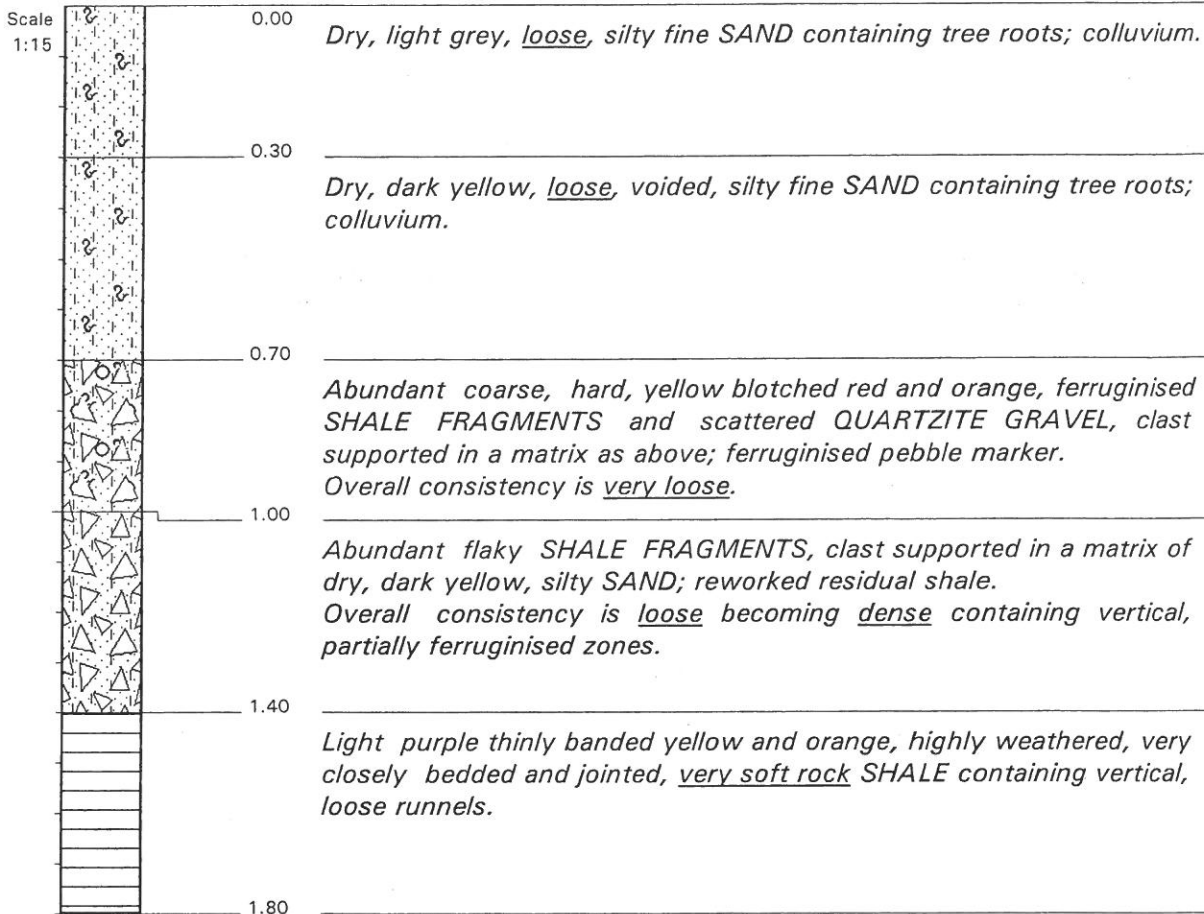 Scale
1:15
0.00
Dry, light grey, loose, silty fine SAND containing tree roots; colluvium.
0.30
Dry, dark yellow, loose, voided, silty fine SAND containing tree roots;
colluvium.
0.70
Abundant coarse, hard, yellow blotched red and orange, ferruginised
SHALE FRAGMENTS and scattered QUARTZITE GRAVEL, clast
supported in a matrix as above; ferruginised pebble marker.
Overall consistency is very loose.
1.00
Abundant flaky SHALE FRAGMENTS, clast supported in a matrix of
dry, dark yellow, silty SAND; reworked residual shale.
Overall consistency is loose becoming dense containing vertical,
partially ferruginised zones.
1.40
Light purple thinly banded yellow and orange, highly weathered, very
closely bedded and jointed, very soft rock SHALE containing vertical,
loose runnels.
1.80